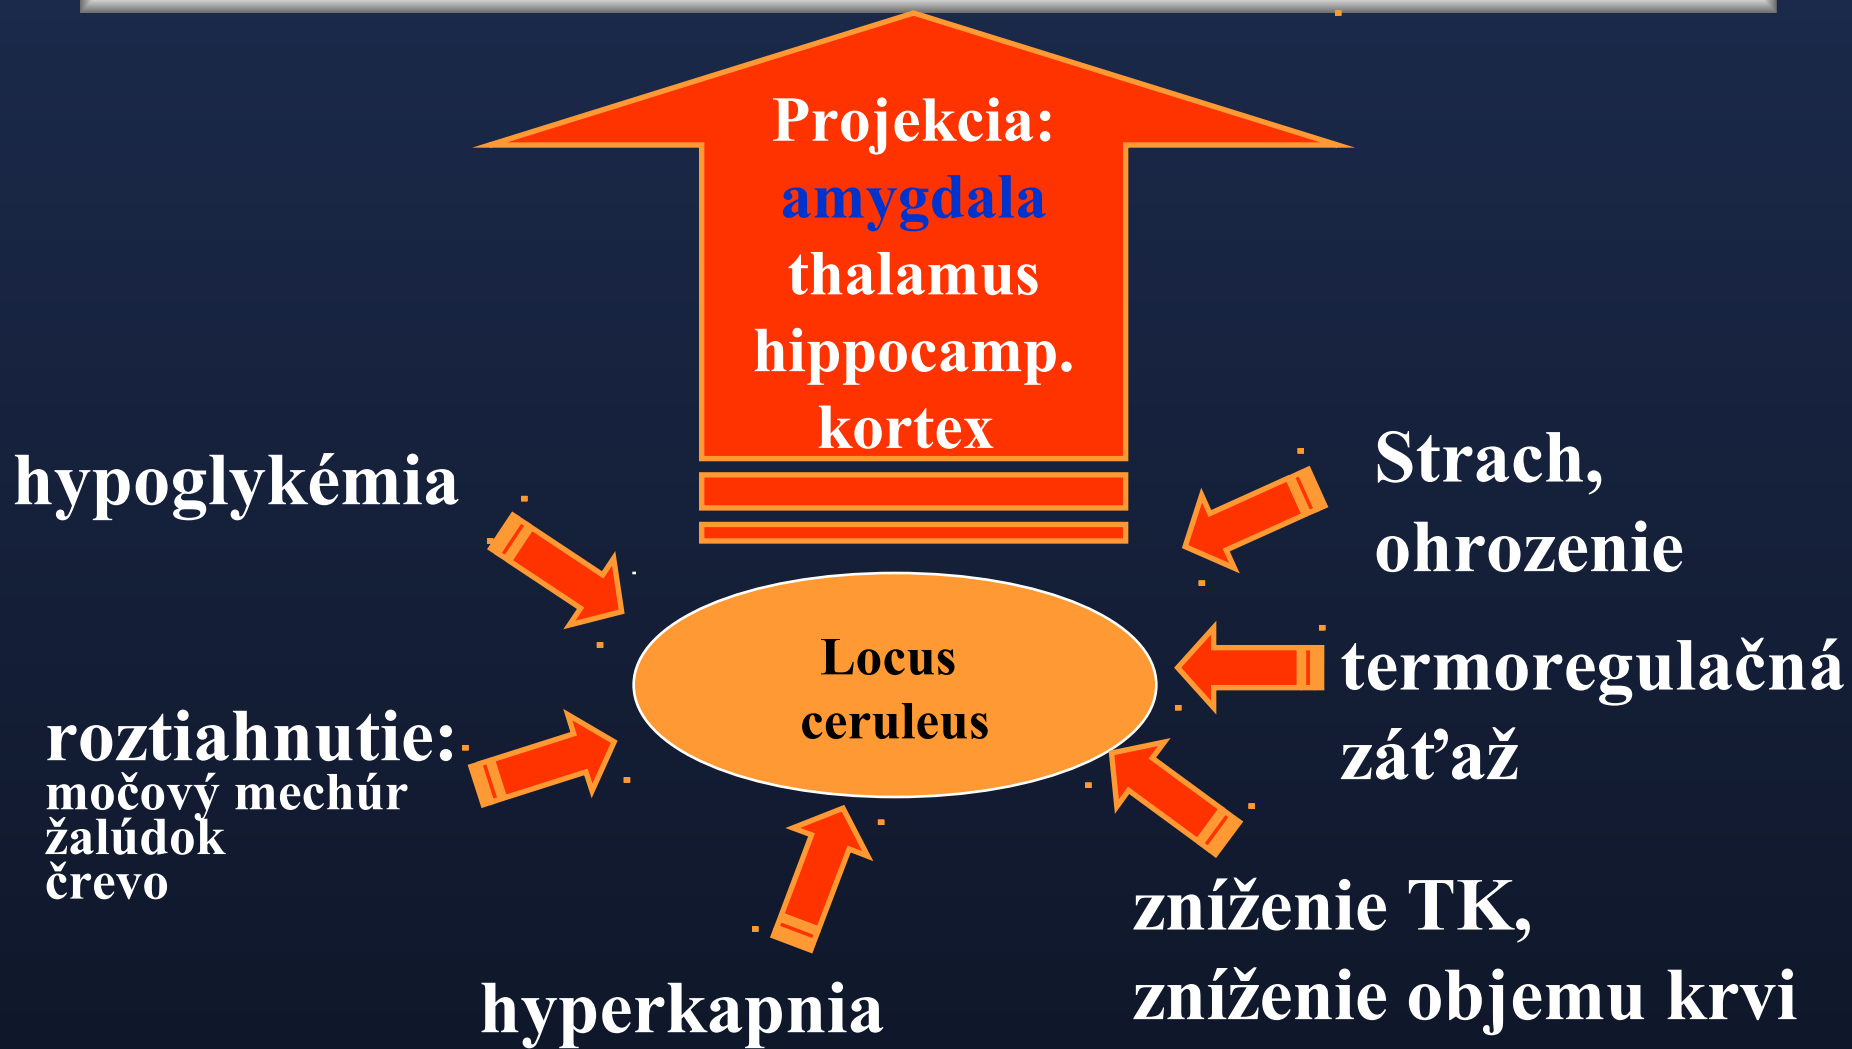 Projekcia:
amygdala
thalamus
hippocamp.
kortex
hypoglykémia
Strach,
ohrozenie
Locus
ceruleus
termoregulačná
záťaž
roztiahnutie:
močový mechúr
žalúdok
črevo
zníženie TK,
zníženie objemu krvi
hyperkapnia